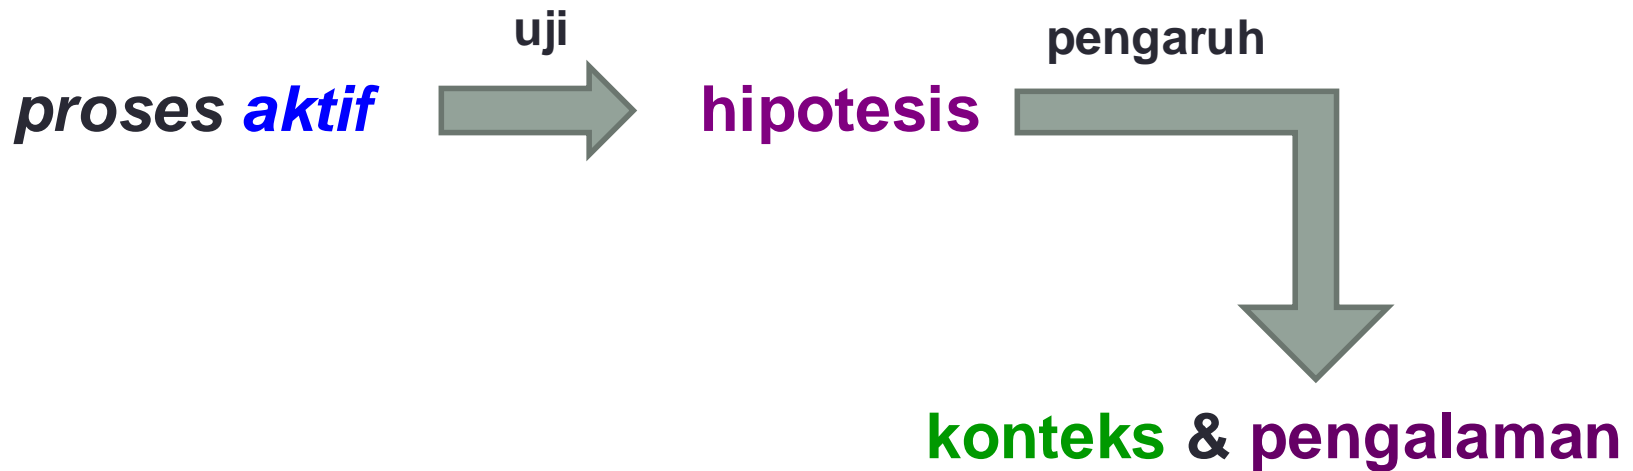 uji
pengaruh
proses aktif
hipotesis
konteks & pengalaman